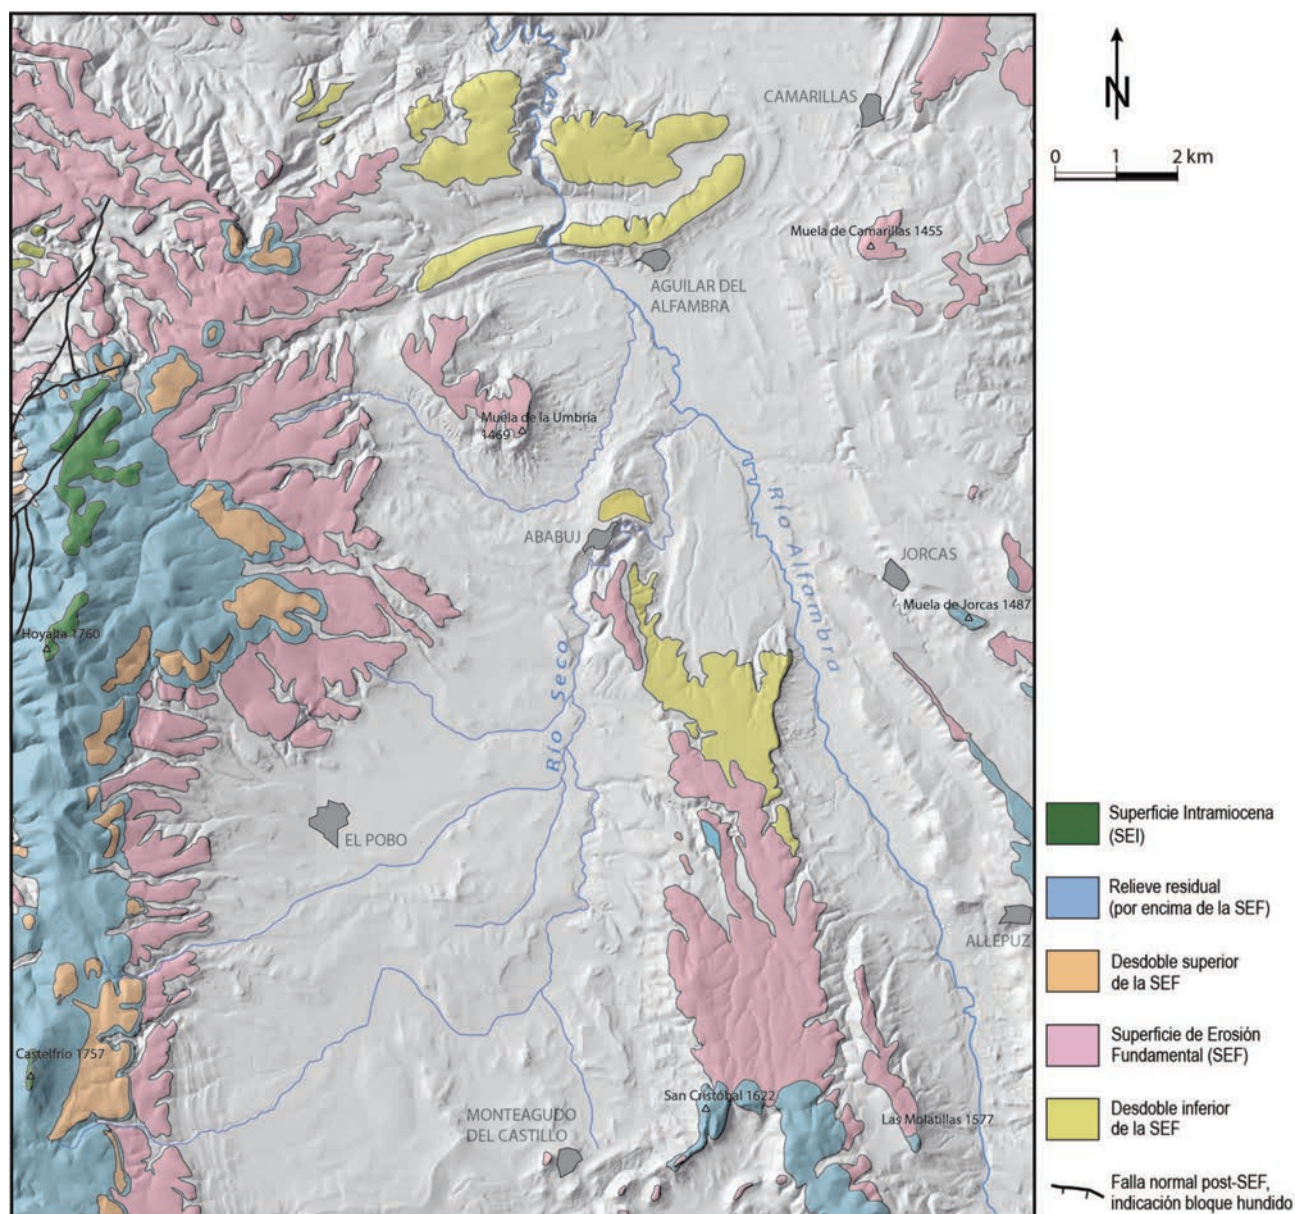 CAMARILLAS
N
0 1 2 km
Muela de Camarillas 1455
AGUILAR DEL
ALFAMBRA
Muela de la Umbría
1469
Río Alfambra
ABABUJ
JORCAS
Muela de Jorcas 1487
Hoyalta 1760
Río Seco
EL POBO
ALLEPUZ
Castelfrío 1757
San Cristóbal 1622
MONTEAGUDO
DEL CASTILLO
Las Molatillas 1577
Superficie Intramiocena
(SEI)
Relieve residual
(por encima de la SEF)
Desdoble superior
de la SEF
Superficie de Erosión
Fundamental (SEF)
Desdoble inferior
de la SEF
Falla normal post-SEF,
indicación bloque hundido